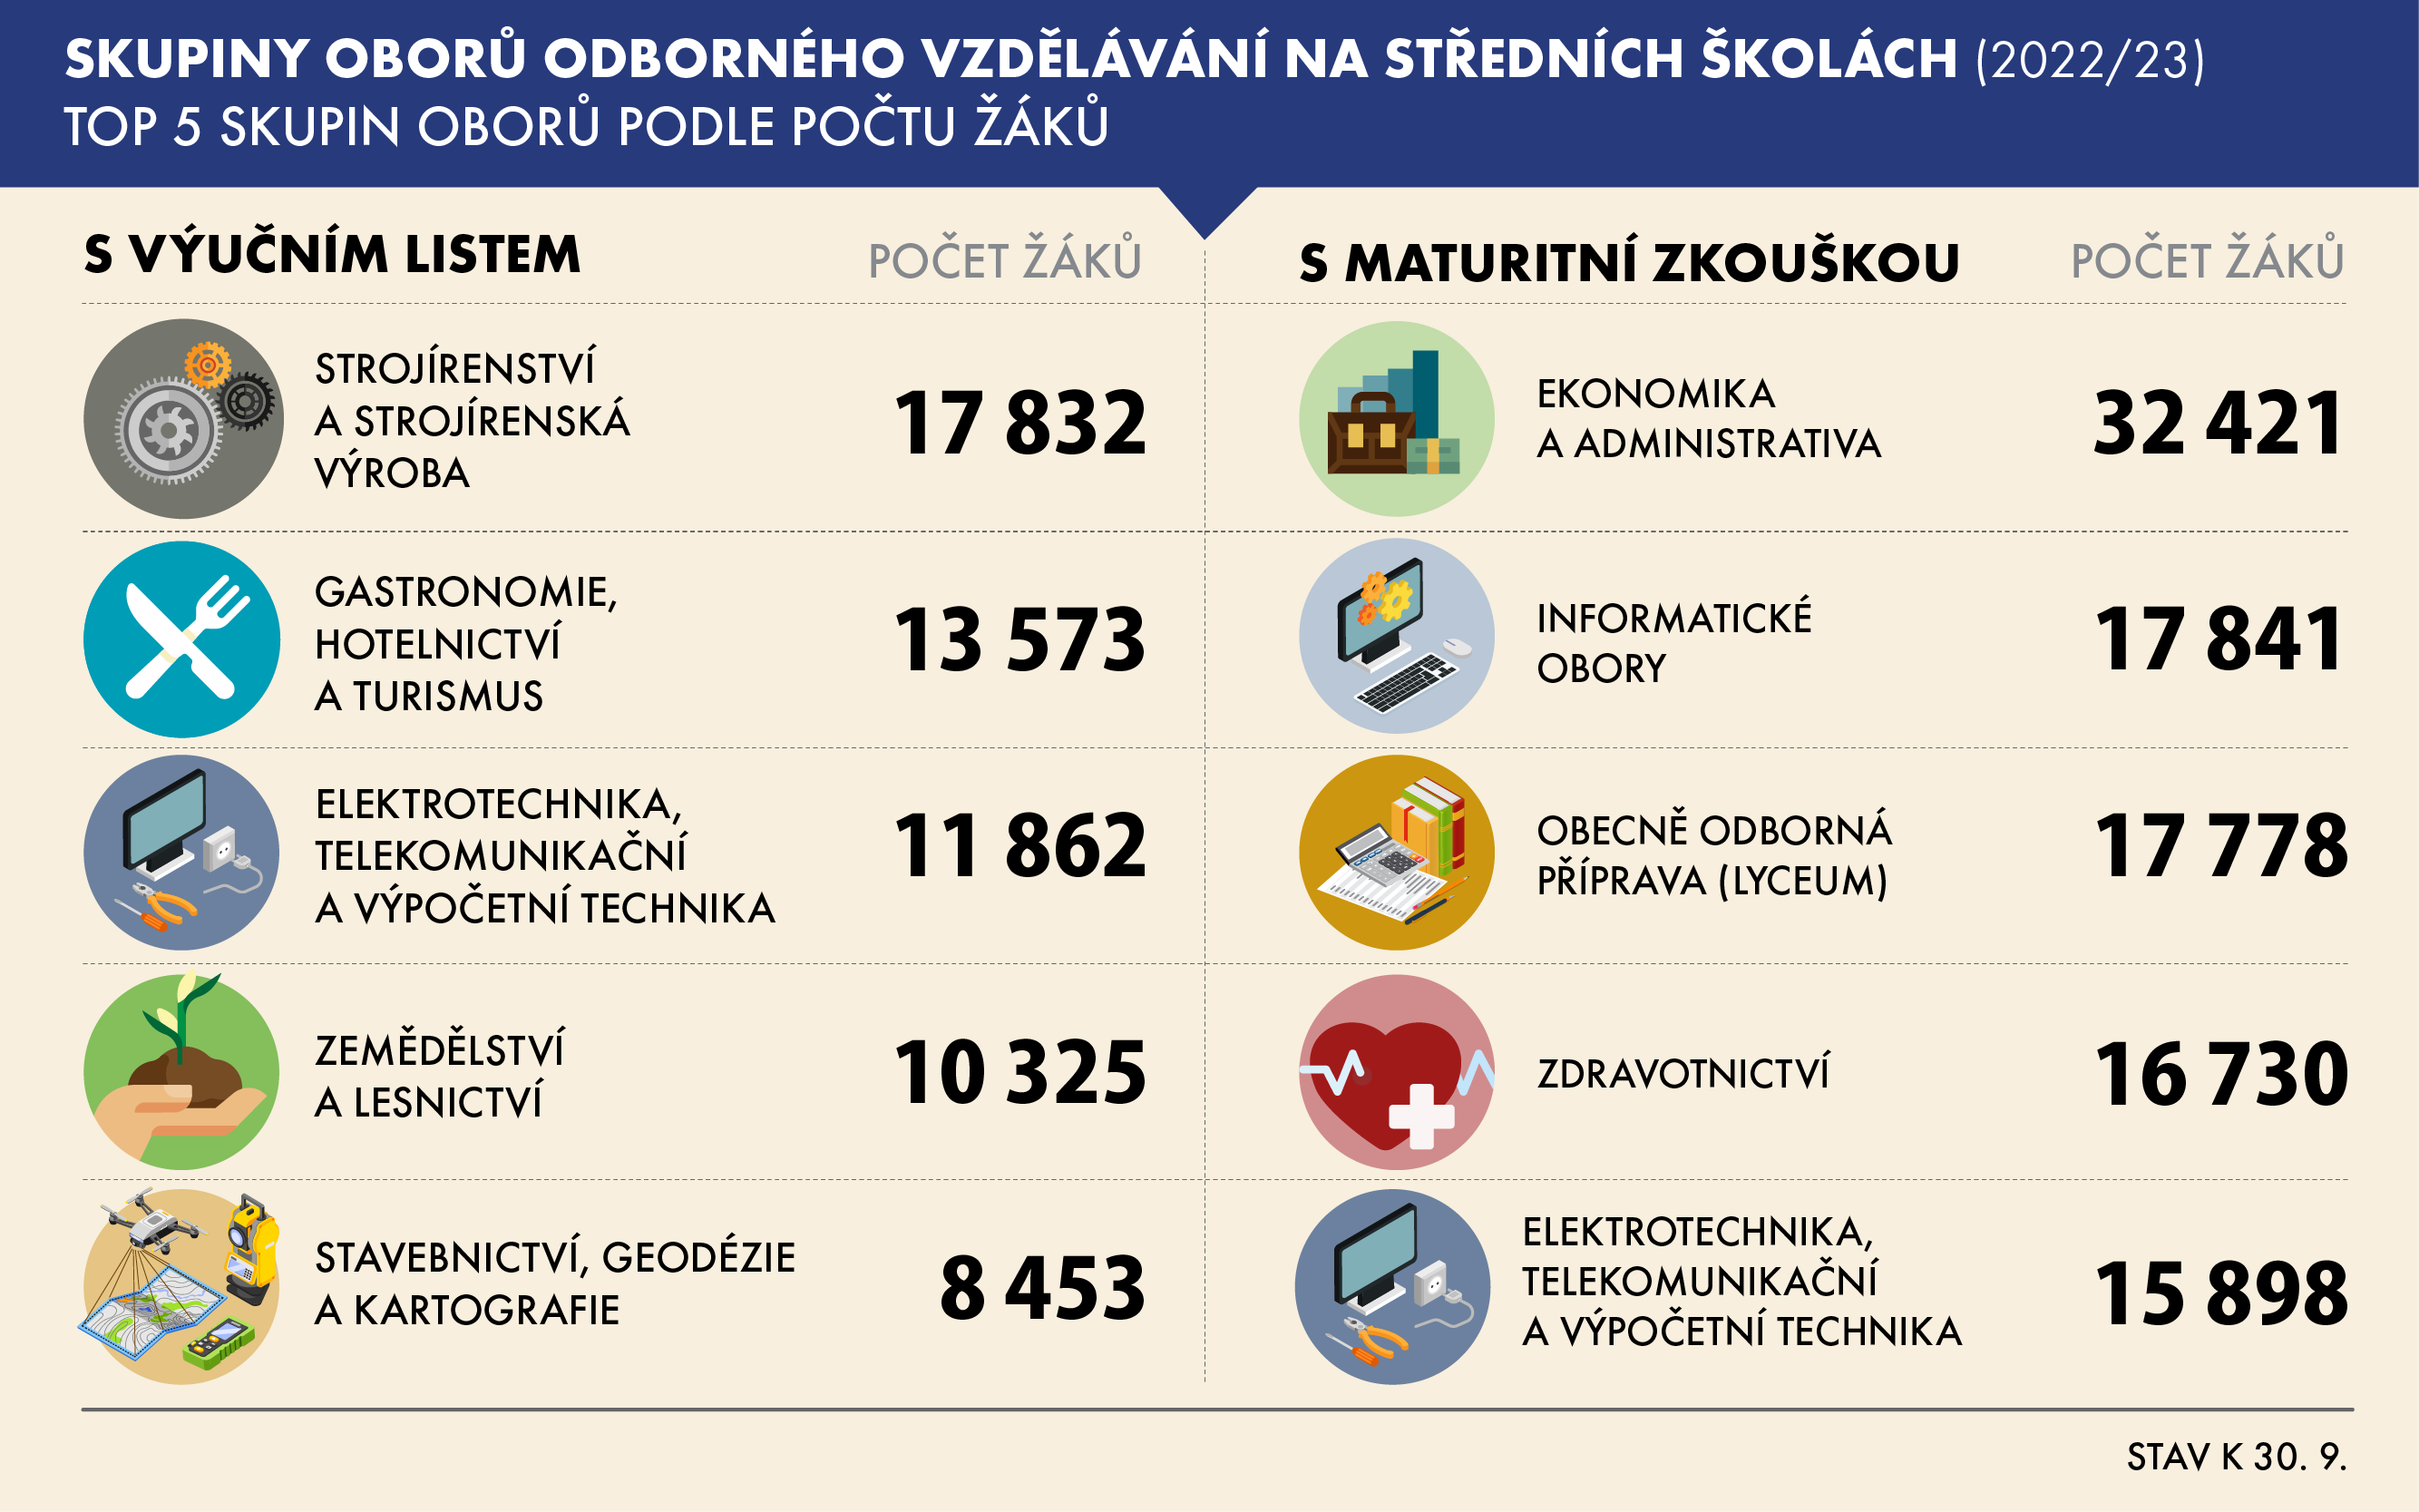 SKUPINY OBORŮ ODBORNÉHO VZDĚLÁVÁNÍ NA STŘEDNÍCH ŠKOLÁCH (2022/23)
TOP 5 SKUPIN OBORŮ PODLE POČTU ŽÁKŮ
S VÝUČNÍM LISTEM
POČET ŽÁKŮ
STROJÍRENSTVÍ
A STROJÍRENSKÁ
VÝROBA
17 832
GASTRONOMIE,
HOTELNICTVÍ
A TURISMUS
13 573
ELEKTROTECHNIKA,
TELEKOMUNIKAČNÍ
A VÝPOČETNÍ TECHNIKA
11 862
ZEMĚDĚLSTVÍ
A LESNICTVÍ
10 325
STAVEBNICTVÍ, GEODÉZIE
A KARTOGRAFIE
8 453
S MATURITNÍ ZKOUŠKOU
POČET ŽÁKŮ
EKONOMIKA
A ADMINISTRATIVA
32 421
INFORMATICKÉ
OBORY
17 841
OBECNĚ ODBORNÁ
PŘÍPRAVA (LYCEUM)
17 778
ZDRAVOTNICTVÍ
16 730
ELEKTROTECHNIKA,
TELEKOMUNIKAČNÍ
A VÝPOČETNÍ TECHNIKA
15 898
STAV K 30. 9.